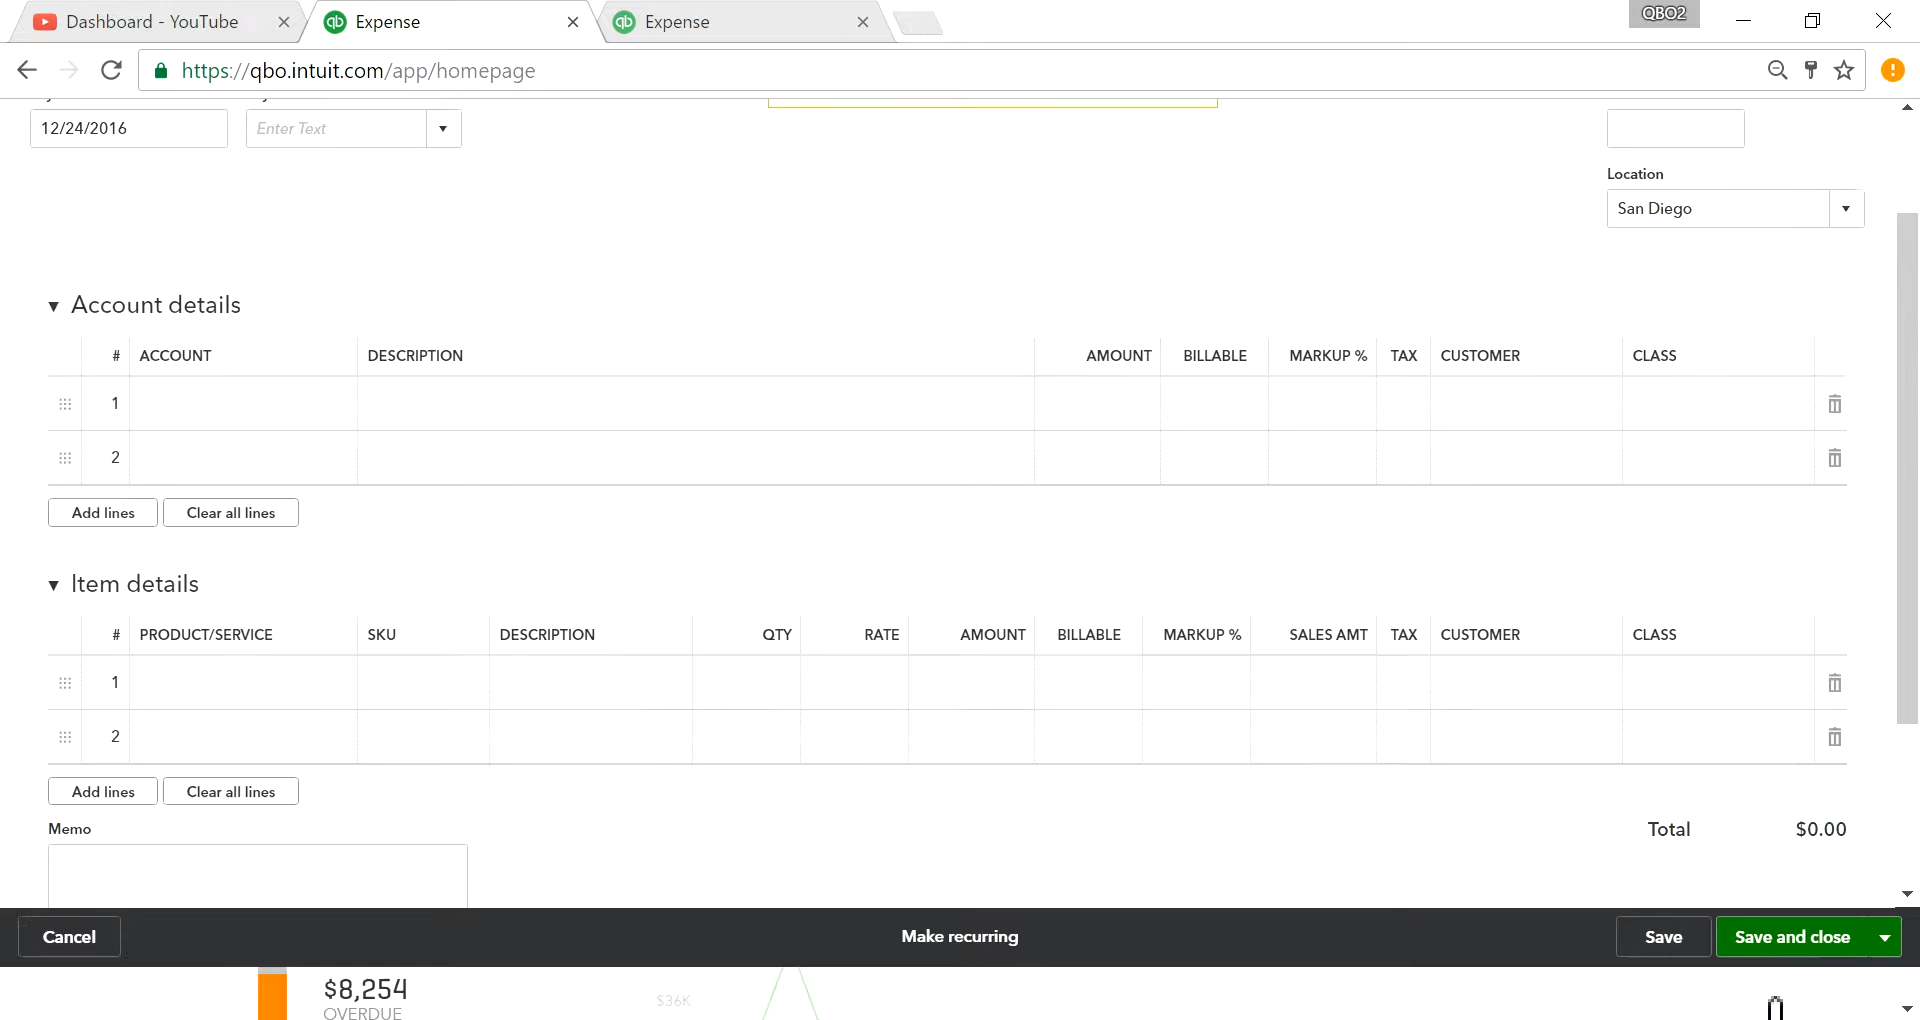 Dashboard - YouTube
Expense
Expense
QBO2
https://qbo.intuit.com/app/homepage
12/24/2016
Enter Text
Location
San Diego
Account details
# ACCOUNT DESCRIPTION AMOUNT BILLABLE MARKUP % TAX CUSTOMER CLASS
1
2
Add lines
Clear all lines
Item details
# PRODUCT/SERVICE SKU DESCRIPTION QTY RATE AMOUNT BILLABLE MARKUP % SALES AMT TAX CUSTOMER CLASS
1
2
Add lines
Clear all lines
Memo
Total $0.00
Cancel
Make recurring
Save
Save and close
$8,254
OVERDUE
$36K